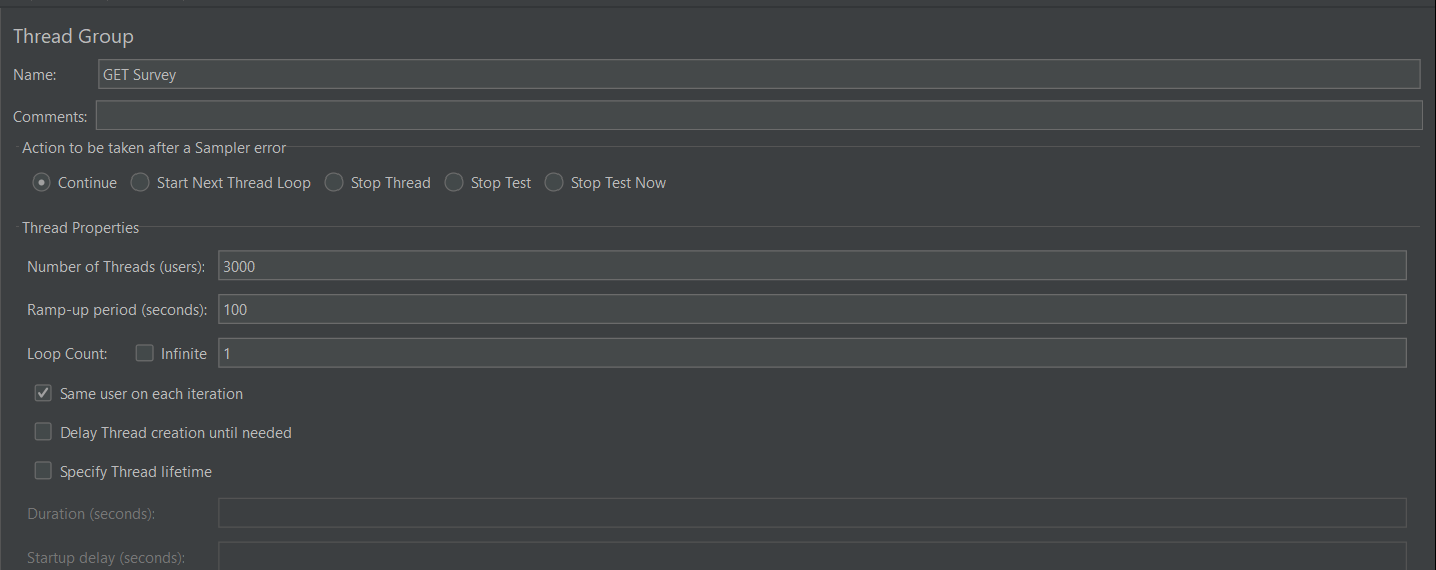 Thread Group
Name: GET Survey
Comments:
Action to be taken after a Sampler error
Continue Start Next Thread Loop Stop Thread Stop Test Stop Test Now
Thread Properties
Number of Threads (users): 3000
Ramp-up period (seconds): 100
Loop Count: Infinite 1
Same user on each iteration
Delay Thread creation until needed
Specify Thread lifetime
Duration (seconds):
Startup delay (seconds):